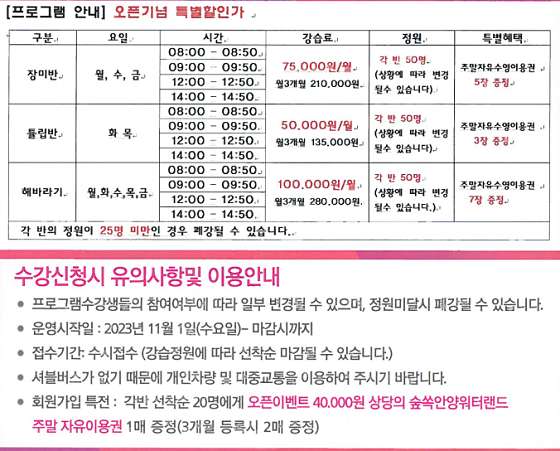 [프로그램 안내] 오픈기념 특별할인가
구분 요일 시간 강습료 정원 특별혜택
장미반 월, 수, 금 08:00 - 08:50 75,000원/월 월3개월 210,000원 각 반 50명 (상황에 따라 변경 될수 있습니다) 주말자유수영이용권 5장 증정
09:00 - 09:50
12:00 - 12:50
14:00 - 14:50
튤립반 화 목 08:00 - 08:50 50,000원/월 월3개월 135,000원 각 반 50명 (상황에 따라 변경 될수 있습니다) 주말자유수영이용권 3장 증정
09:00 - 09:50
12:00 - 12:50
14:00 - 14:50
해바라기 월,화,수,목,금 08:00 - 08:50 100,000원/월 월3개월 280,000원 각 반 50명 (상황에 따라 변경 될수 있습니다.) 주말자유수영이용권 7장 증정
09:00 - 09:50
12:00 - 12:50
14:00 - 14:50
각 반의 정원이 25명 미만인 경우 폐강될 수 있습니다.
수강신청시 유의사항및 이용안내
• 프로그램수강생들의 참여여부에 따라 일부 변경될 수 있으며, 정원미달시 폐강될 수 있습니다.
• 운영시작일 : 2023년 11월 1일(수요일)~ 마감시까지
• 접수기간: 수시접수 (강습정원에 따라 선착순 마감될 수 있습니다.)
• 셔블버스가 없기 때문에 개인차량 및 대중교통을 이용하여 주시기 바랍니다.
• 회원가입 특전 : 각반 선착순 20명에게 오픈이벤트 40.000원 상당의 숲쏙안양워터랜드
주말 자유이용권 1매 증정(3개월 등록시 2매 증정)